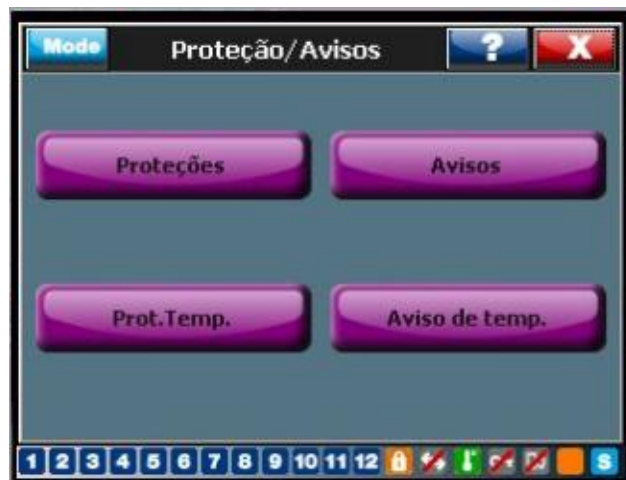 Mode Proteção/Avisos ? X
Proteções Avisos
Prot.Temp. Aviso de temp.
1 2 3 4 5 6 7 8 9 10 11 12 S